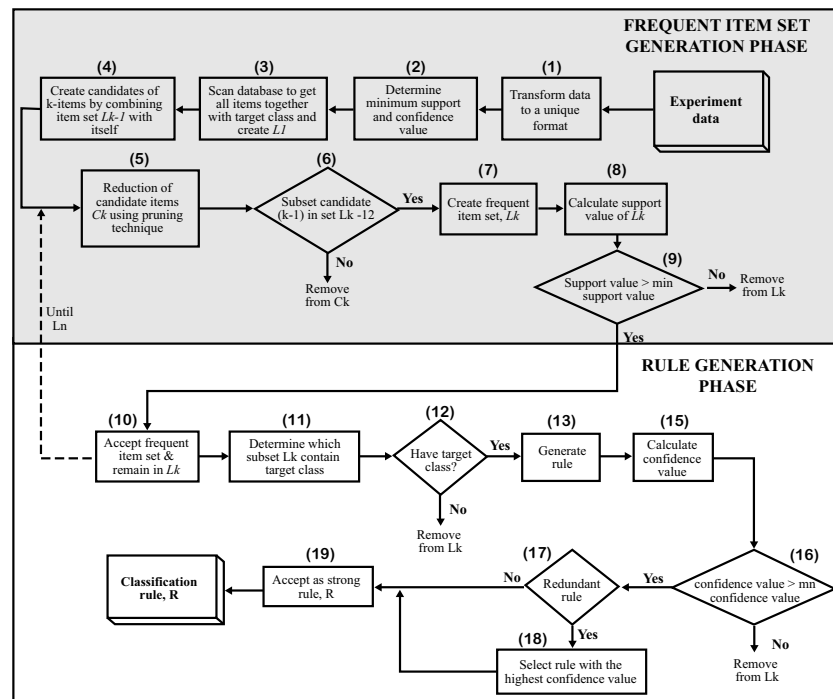 FREQUENT ITEM SET
GENERATION PHASE
(1)
Transform data
to a unique
format
Experiment
data
(2)
Determine
minimum support
and confidence
value
(3)
Scan database to get
all items together
with target class and
create L1
(4)
Create candidates of
k-items by combining
item set Lk-1 with
itself
(5)
Reduction of
candidate items
Ck using pruning
technique
(6)
Subset candidate
(k-1) in set Lk -12
Yes
No
Remove
from Ck
(7)
Create frequent
item set, Lk
(8)
Calculate support
value of Lk
(9)
Support value > min
support value
No
Remove
from Lk
Yes
Until
Ln
RULE GENERATION
PHASE
(10)
Accept frequent
item set &
remain in Lk
(11)
Determine which
subset Lk contain
target class
(12)
Have target
class?
Yes
No
Remove
from Lk
(13)
Generate
rule
(15)
Calculate
confidence
value
(16)
confidence value > mn
confidence value
Yes
No
Remove
from Lk
(17)
Redundant
rule
No
Yes
(18)
Select rule with the
highest confidence value
(19)
Accept as strong
rule, R
Classification
rule, R